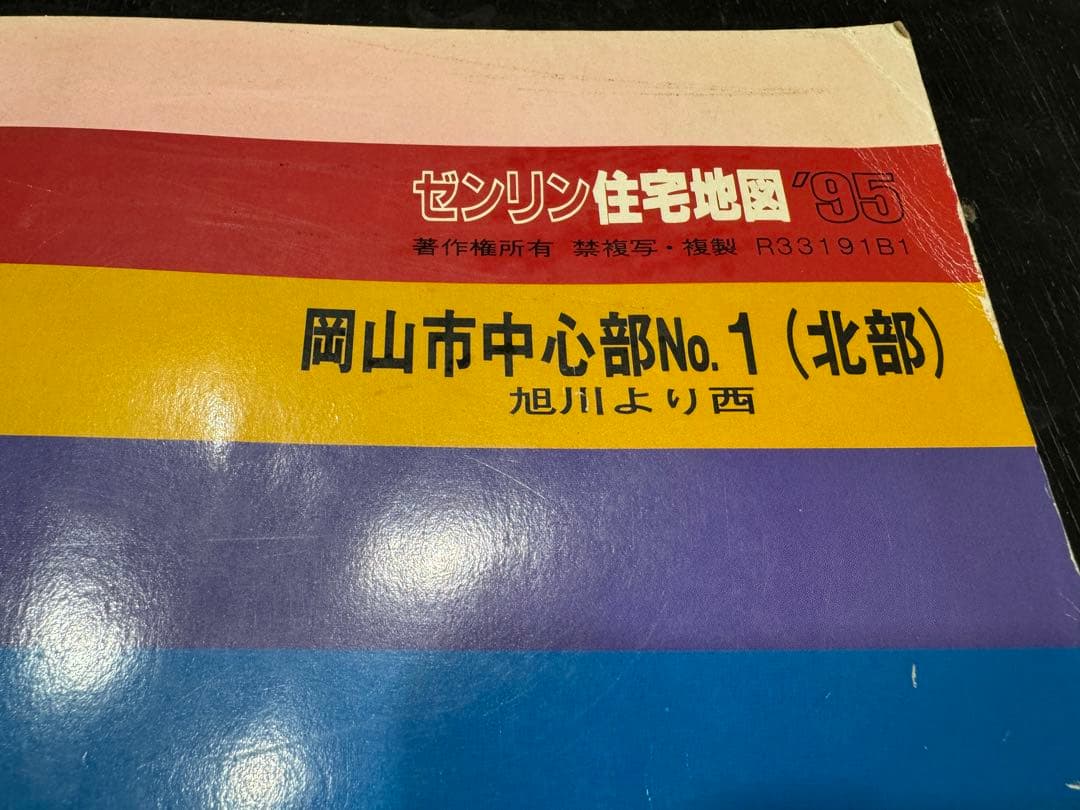 ゼンリン住宅地図 '95
著作権所有 禁複写・複製 R33191B1
岡山市中心部No.1(北部)
旭川より西